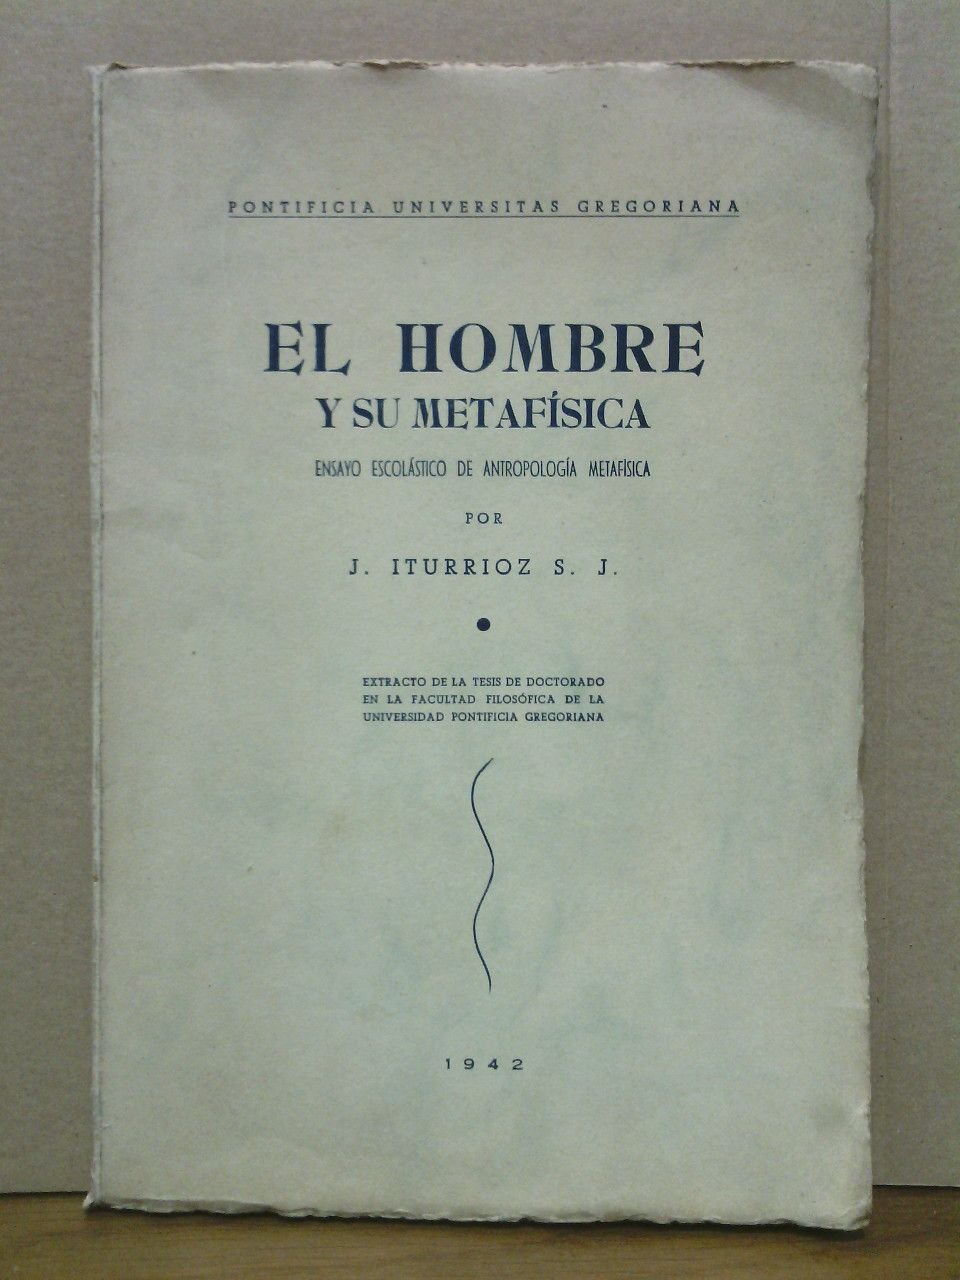 PONTIFICIA UNIVERSITAS GREGORIANA
EL HOMBRE
Y SU METAFÍSICA
ENSAYO ESCOLÁSTICO DE ANTROPOLOGÍA METAFÍSICA
POR
J. ITURRIOZ S. J.
EXTRACTO DE LA TESIS DE DOCTORADO
EN LA FACULTAD FILOSÓFICA DE LA
UNIVERSIDAD PONTIFICIA GREGORIANA
1942